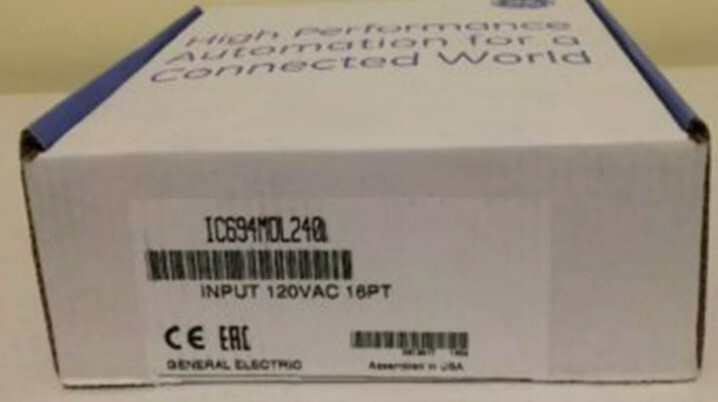 High Performance
Automation for a
Connected World
IC694MDL240
INPUT 120VAC 16PT
CE EAC
GENERAL ELECTRIC
Assembled in USA